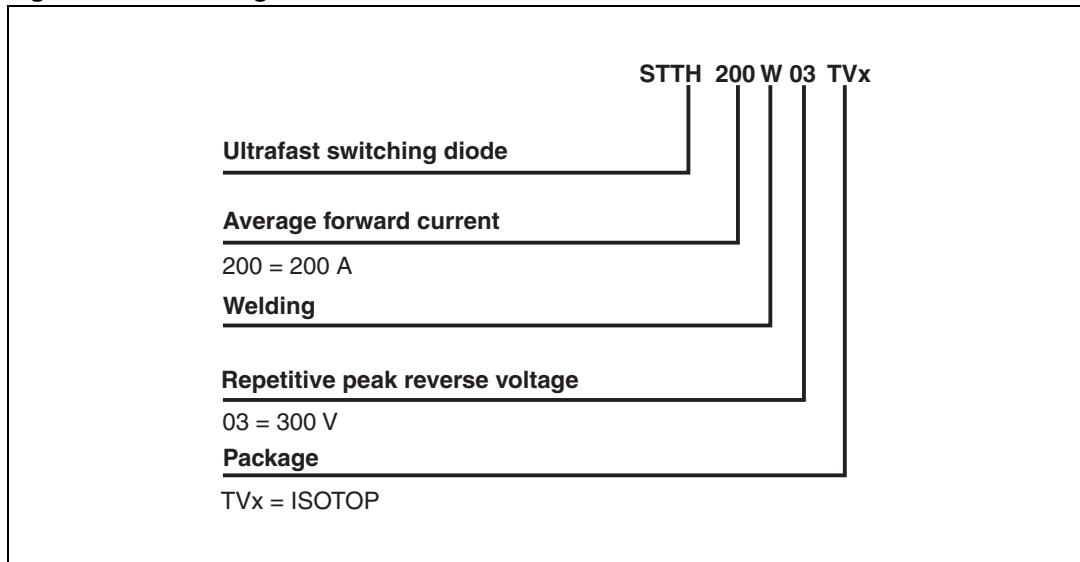 STTH 200 W 03 TVx
Ultrafast switching diode
Average forward current
200 = 200 A
Welding
Repetitive peak reverse voltage
03 = 300 V
Package
TVx = ISOTOP